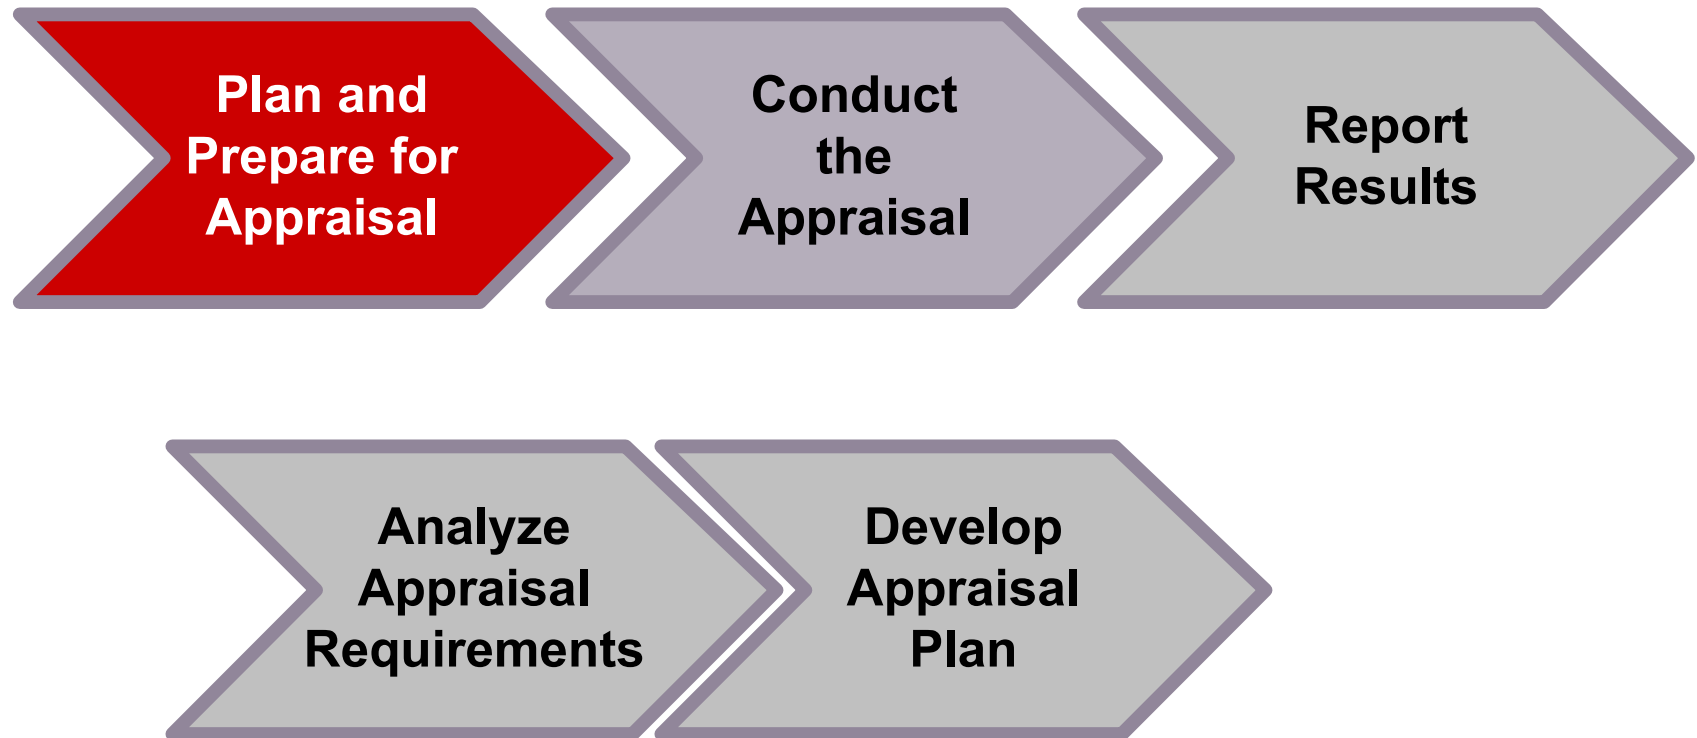 Plan and
Prepare for
Appraisal
Conduct
the
Appraisal
Report
Results
Analyze
Appraisal
Requirements
Develop
Appraisal
Plan